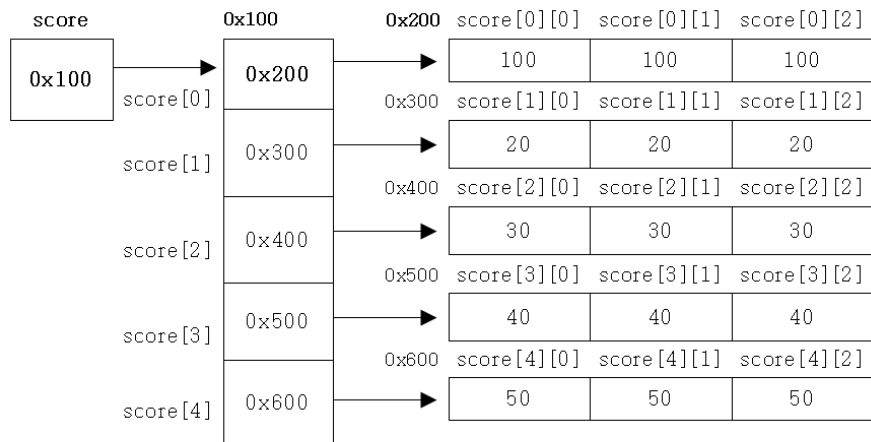 score 0x100 0x200 score[0][0] score[0][1] score[0][2]
0x100 0x200 100 100 100
score[0] 0x300 score[1][0] score[1][1] score[1][2]
score[1] 0x300 20 20 20
0x400 score[2][0] score[2][1] score[2][2]
score[2] 0x400 30 30 30
0x500 score[3][0] score[3][1] score[3][2]
score[3] 0x500 40 40 40
0x600 score[4][0] score[4][1] score[4][2]
score[4] 0x600 50 50 50